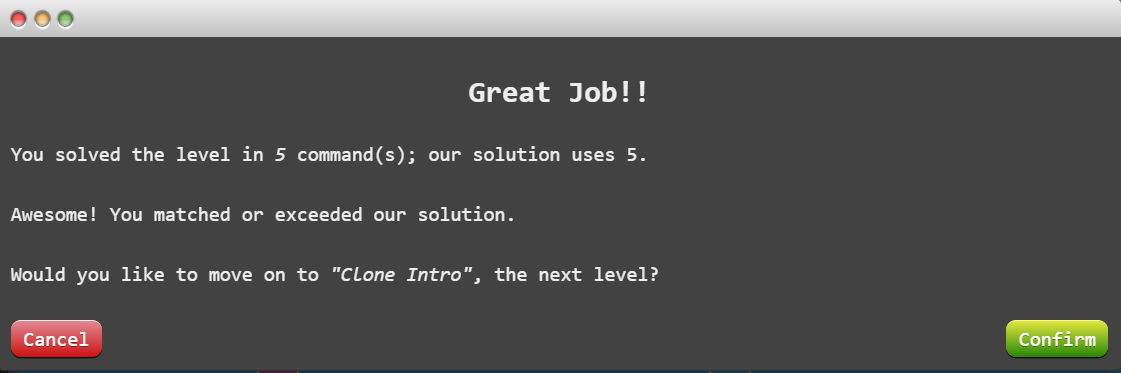 Great Job!!
You solved the level in 5 command(s); our solution uses 5.
Awesome! You matched or exceeded our solution.
Would you like to move on to "Clone Intro", the next level?
Cancel
Confirm